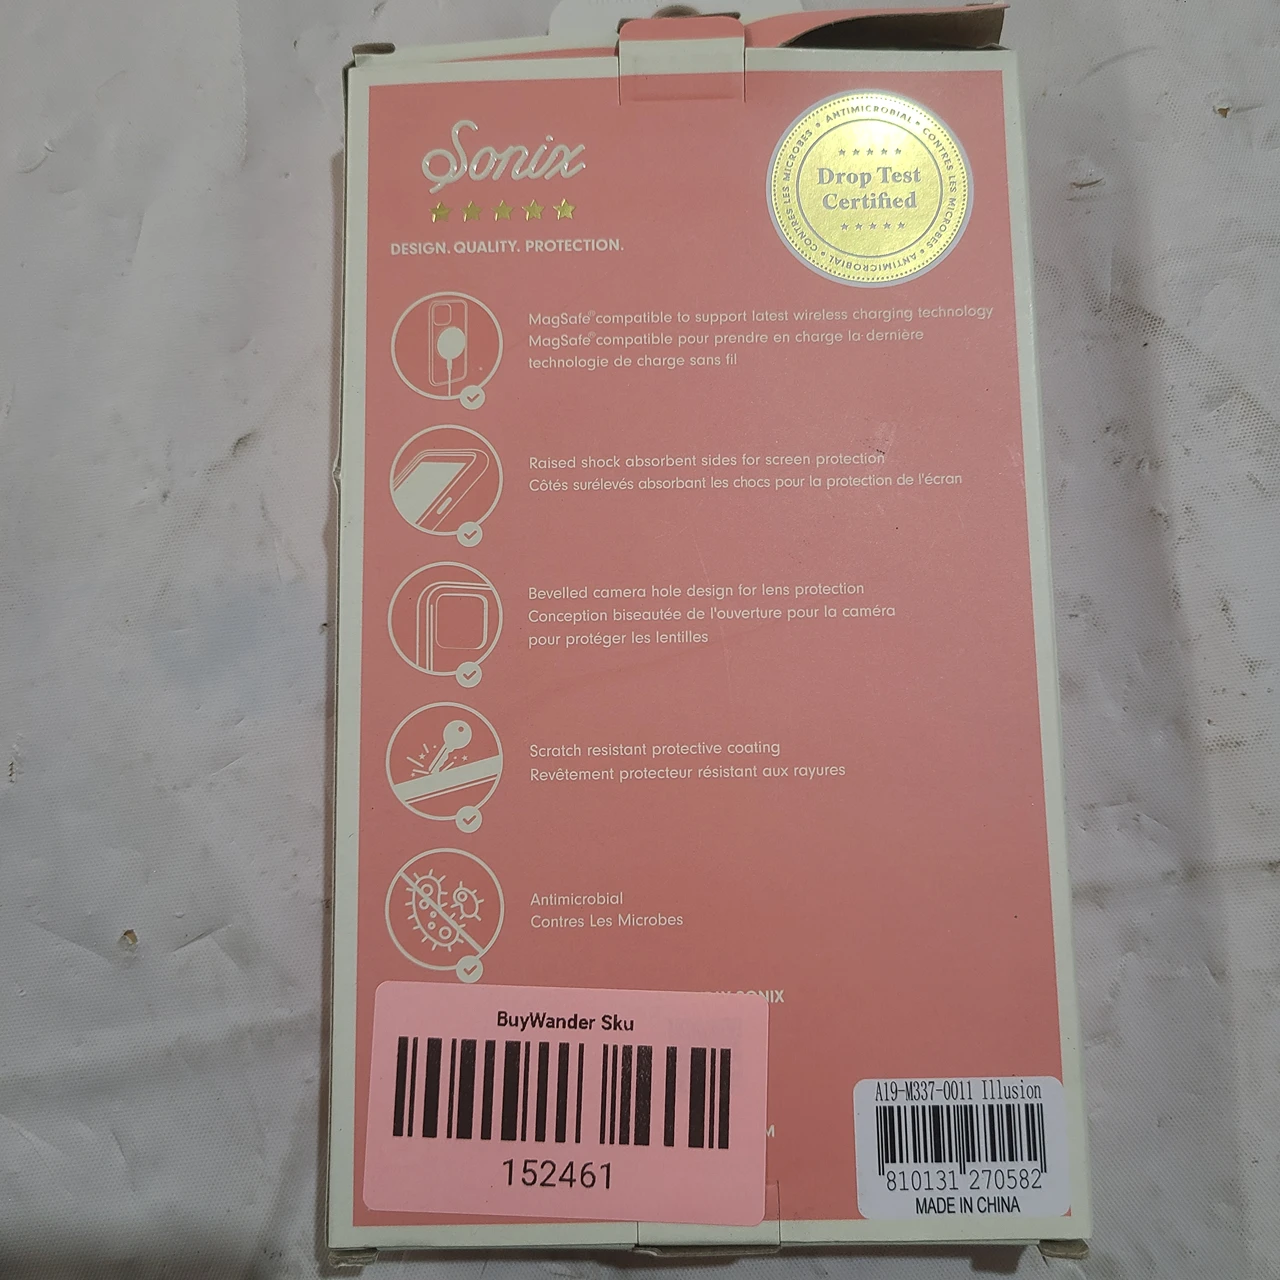 Sonix
DESIGN. QUALITY. PROTECTION.
ANTIMICROBIAL • CONTRES LES MICROBES • ANTIMICROBIAL • CONTRES LES MICROBES •
Drop Test
Certified
MagSafe® compatible to support latest wireless charging technology
MagSafe® compatible pour prendre en charge la dernière
technologie de charge sans fil
Raised shock absorbent sides for screen protection
Côtés surélevés absorbant les chocs pour la protection de l'écran
Bevelled camera hole design for lens protection
Conception biseautée de l'ouverture pour la caméra
pour protéger les lentilles
Scratch resistant protective coating
Revêtement protecteur résistant aux rayures
Antimicrobial
Contres Les Microbes
SONIX
BuyWander Sku
152461
M
A19-M337-0011 Illusion
810131 270582
MADE IN CHINA